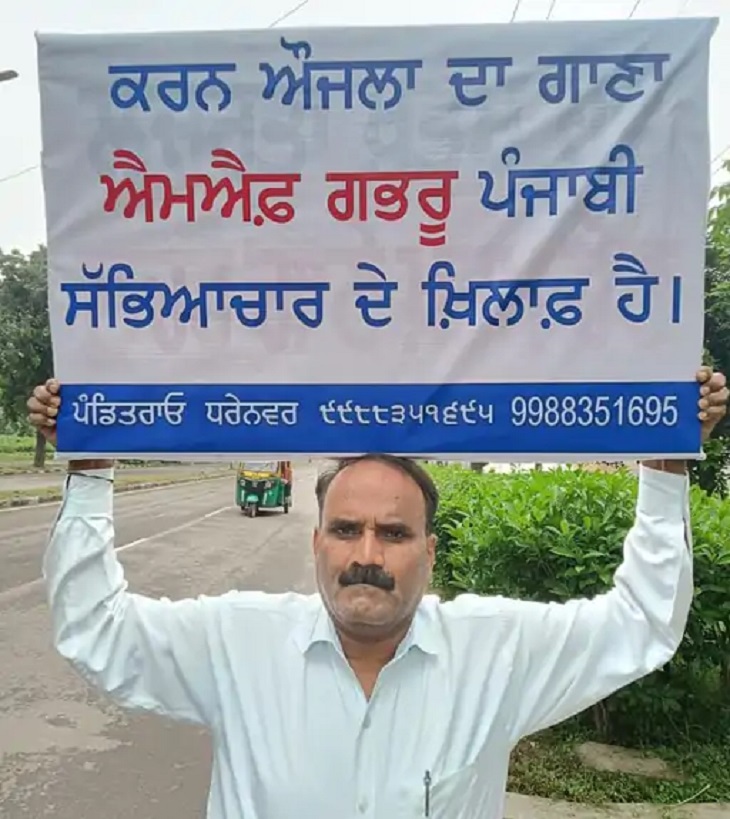 ਕਰਨ ਔਜਲਾ ਦਾ ਗਾਣਾ
ਐਮਐਫ਼ ਗਭਰੂ ਪੰਜਾਬੀ
ਸੱਭਿਆਚਾਰ ਦੇ ਖ਼ਿਲਾਫ਼ ਹੈ।
ਪੰਡਿਤਰਾਓ ਧਰੇਨਵਰ ੯੯੮੮੩੫੧੬੯੫ 9988351695